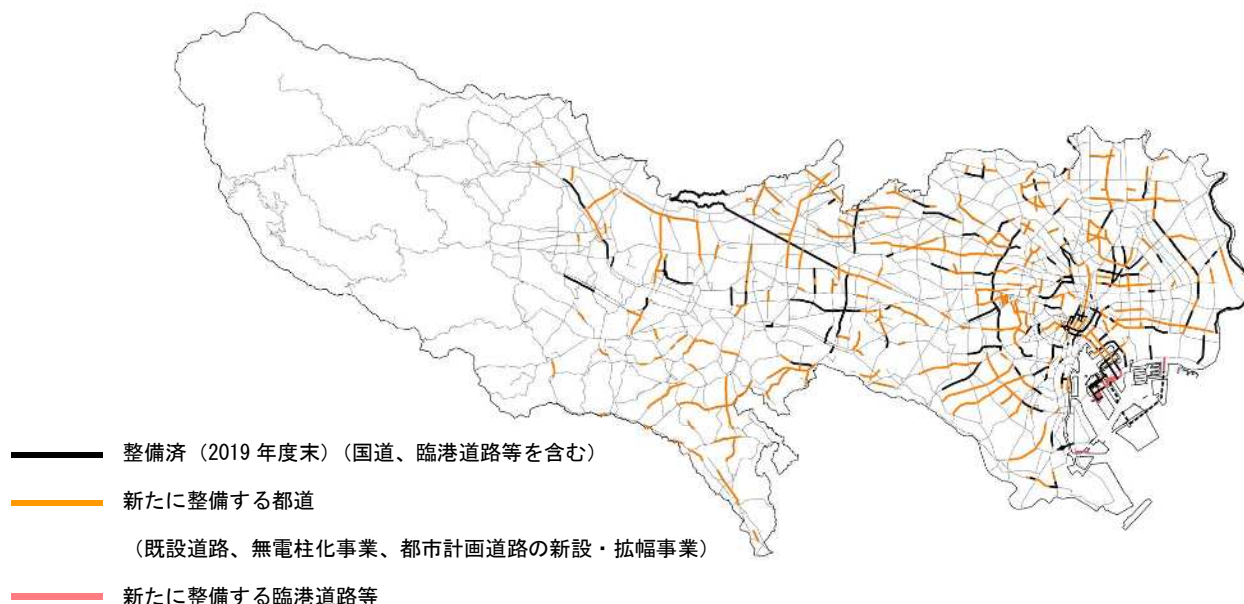 整備済（2019 年度末）（国道、臨港道路等を含む）
新たに整備する都道
（既設道路、無電柱化事業、都市計画道路の新設・拡幅事業）
新たに整備する臨港道路等